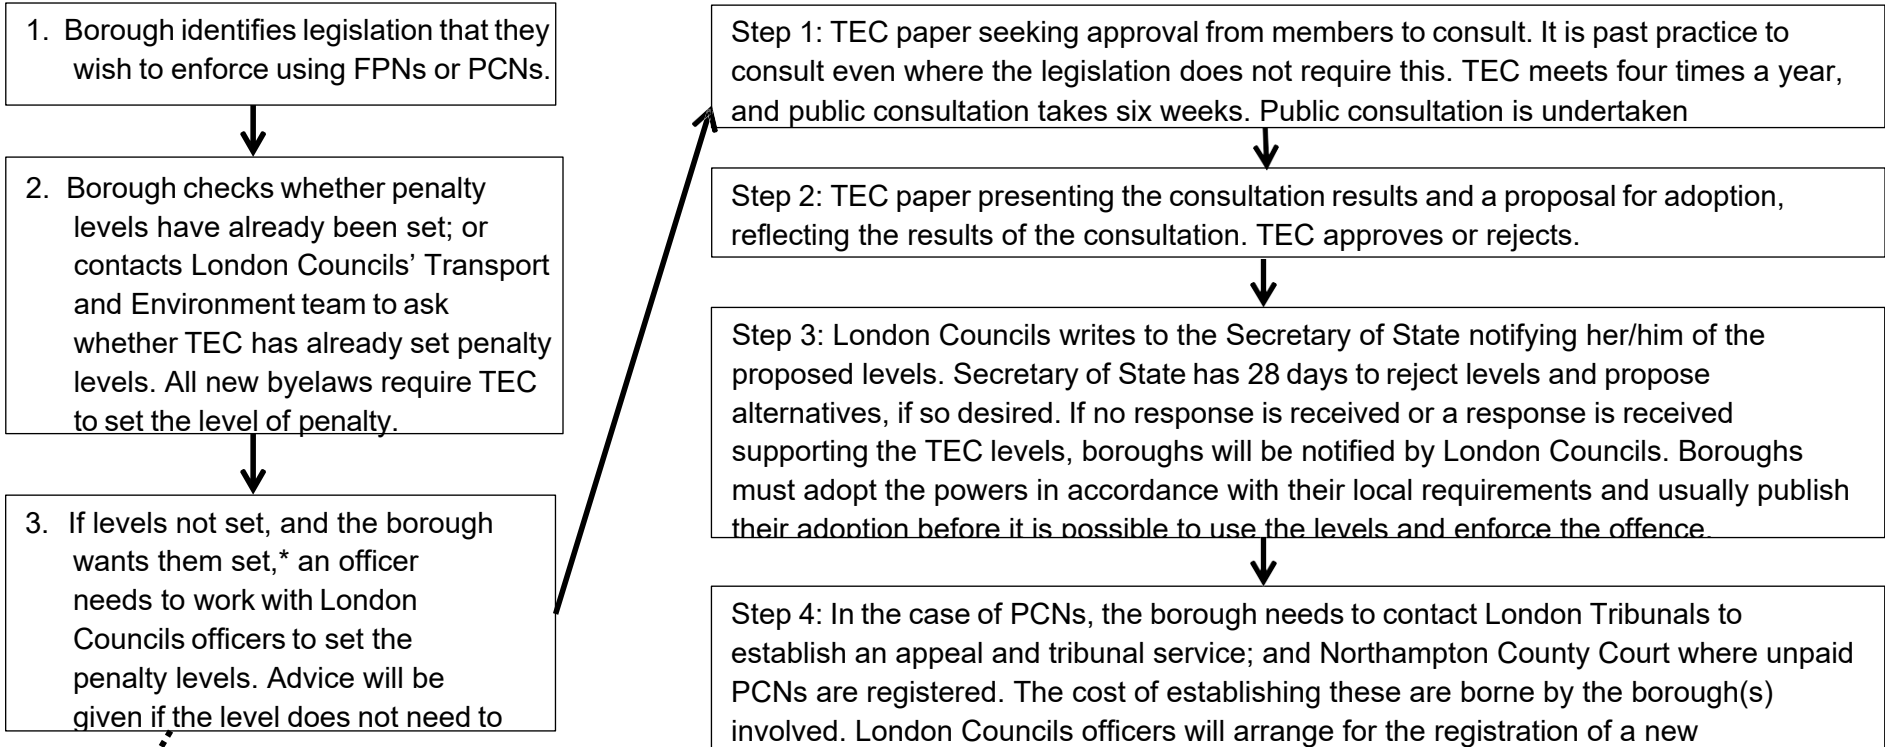 1. Borough identifies legislation that they
wish to enforce using FPNs or PCNs.
2. Borough checks whether penalty
levels have already been set; or
contacts London Councils’ Transport
and Environment team to ask
whether TEC has already set penalty
levels. All new byelaws require TEC
to set the level of penalty.
3. If levels not set, and the borough
wants them set,* an officer
needs to work with London
Councils officers to set the
penalty levels. Advice will be
given if the level does not need to
Step 1: TEC paper seeking approval from members to consult. It is past practice to
consult even where the legislation does not require this. TEC meets four times a year,
and public consultation takes six weeks. Public consultation is undertaken
Step 2: TEC paper presenting the consultation results and a proposal for adoption,
reflecting the results of the consultation. TEC approves or rejects.
Step 3: London Councils writes to the Secretary of State notifying her/him of the
proposed levels. Secretary of State has 28 days to reject levels and propose
alternatives, if so desired. If no response is received or a response is received
supporting the TEC levels, boroughs will be notified by London Councils. Boroughs
must adopt the powers in accordance with their local requirements and usually publish
their adoption before it is possible to use the levels and enforce the offence.
Step 4: In the case of PCNs, the borough needs to contact London Tribunals to
establish an appeal and tribunal service; and Northampton County Court where unpaid
PCNs are registered. The cost of establishing these are borne by the borough(s)
involved. London Councils officers will arrange for the registration of a new